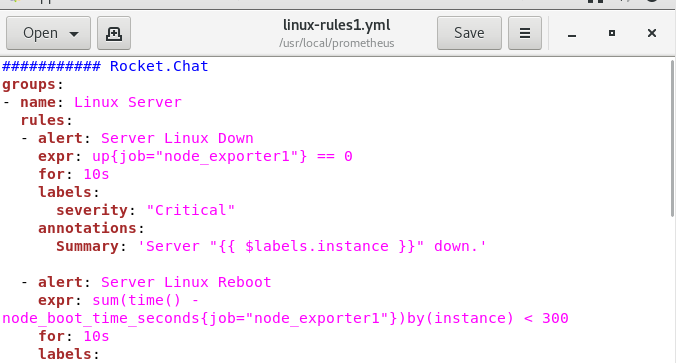 Open
linux-rules1.yml
/usr/local/prometheus
Save
########### Rocket.Chat
groups:
- name: Linux Server
  rules:
  - alert: Server Linux Down
    expr: up{job="node_exporter1"} == 0
    for: 10s
    labels:
      severity: "Critical"
    annotations:
      Summary: 'Server "{{ $labels.instance }}" down.'
  - alert: Server Linux Reboot
    expr: sum(time() -
node_boot_time_seconds{job="node_exporter1"})by(instance) < 300
    for: 10s
    labels: